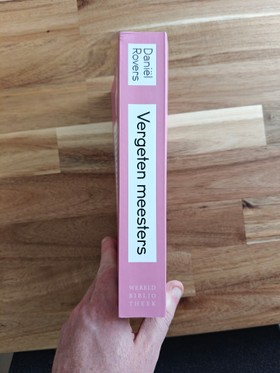 Daniël
Rovers
Vergeten meesters
WERELD
BIBLIO
THEEK